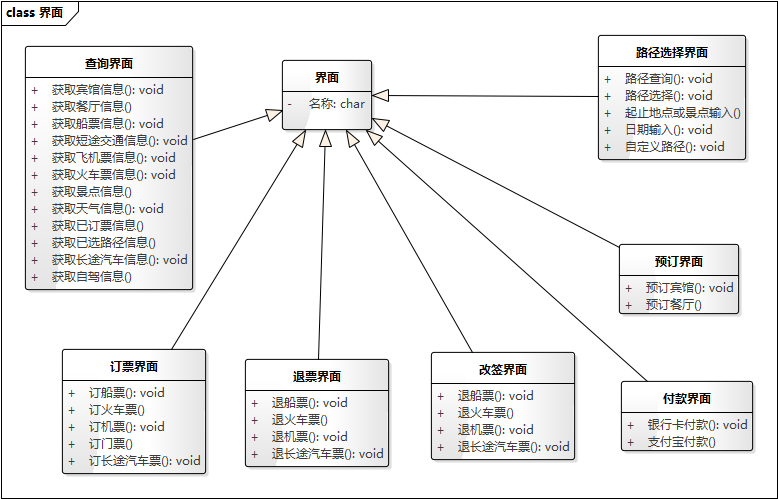 class 界面
查询界面
+ 获取宾馆信息(): void
+ 获取餐厅信息()
+ 获取船票信息(): void
+ 获取短途交通信息(): void
+ 获取飞机票信息(): void
+ 获取火车票信息(): void
+ 获取景点信息()
+ 获取天气信息(): void
+ 获取已订票信息()
+ 获取已选路径信息()
+ 获取长途汽车信息(): void
+ 获取自驾信息()
界面
- 名称: char
路径选择界面
+ 路径查询(): void
+ 路径选择(): void
+ 起止地点或景点输入()
+ 日期输入(): void
+ 自定义路径(): void
预订界面
+ 预订宾馆(): void
+ 预订餐厅()
订票界面
+ 订船票(): void
+ 订火车票()
+ 订机票(): void
+ 订门票()
+ 订长途汽车票(): void
退票界面
+ 退船票(): void
+ 退火车票()
+ 退机票(): void
+ 退长途汽车票(): void
改签界面
+ 退船票(): void
+ 退火车票()
+ 退机票(): void
+ 退长途汽车票(): void
付款界面
+ 银行卡付款(): void
+ 支付宝付款()